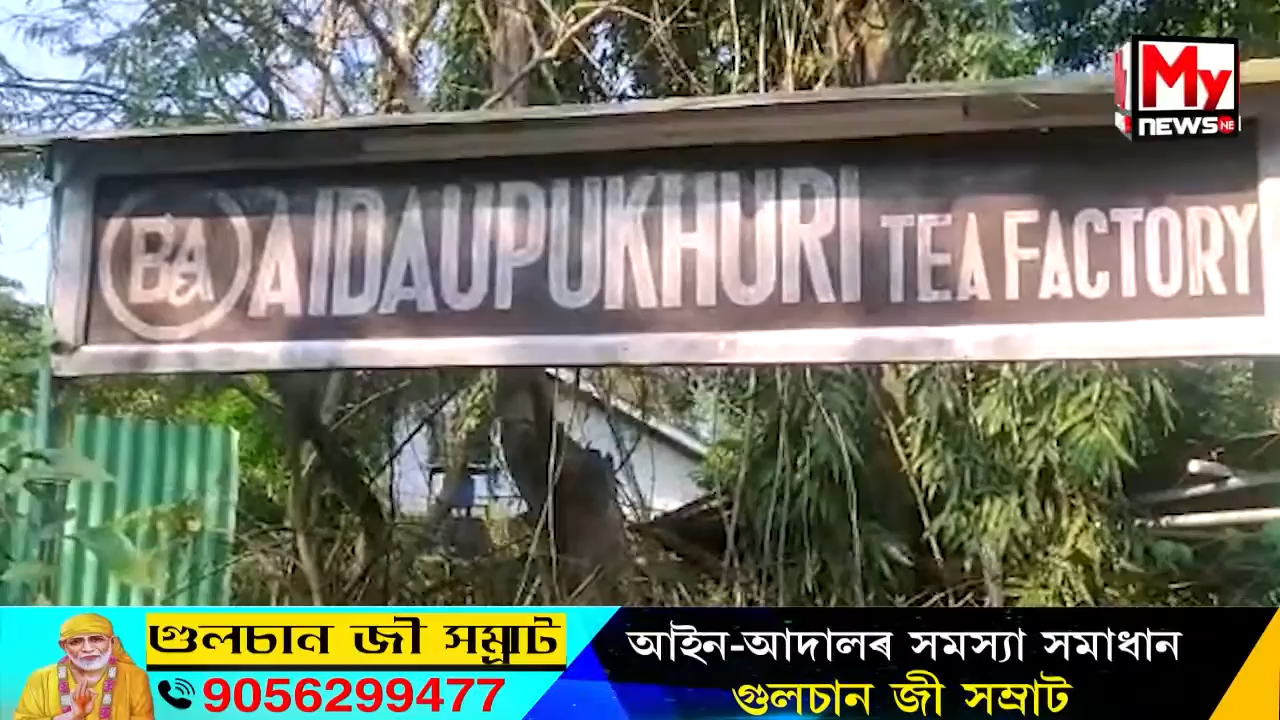 My
NEWS NE
BA AIDAUPUKHURI TEA FACTORY
গুলচান জী সম্ৰাট
9056299477
আইন-আদালৰ সমস্যা সমাধান
গুলচান জী সম্ৰাট